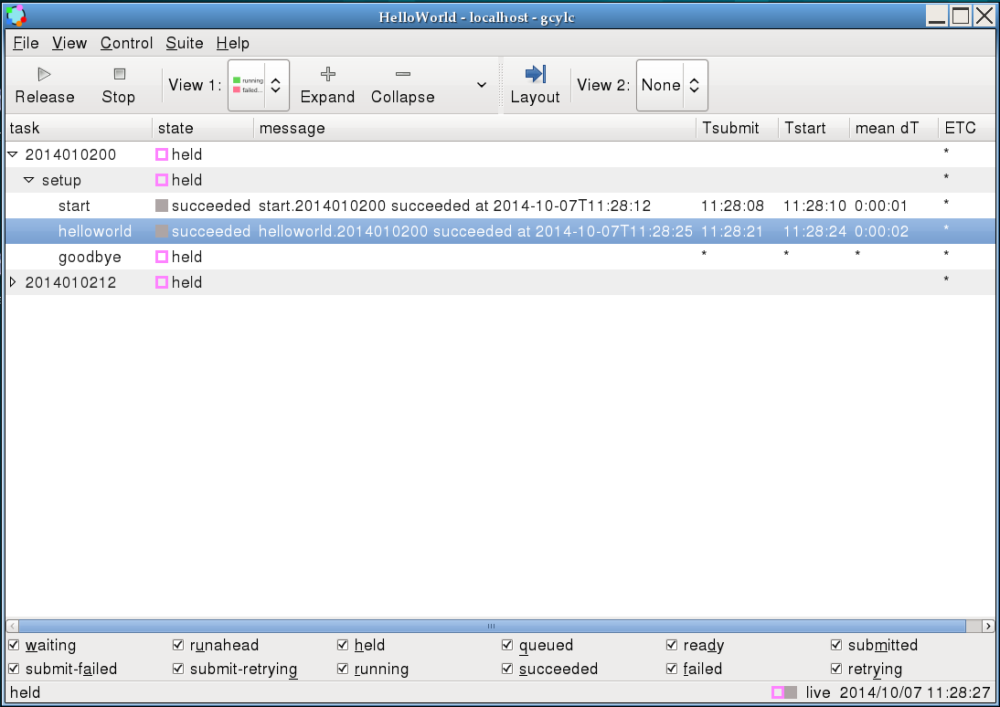 HelloWorld - localhost - gcylc
File View Control Suite Help
Release Stop View 1: running failed... Expand Collapse Layout View 2: None
task state message Tsubmit Tstart mean dT ETC
2014010200 held *
setup held *
start succeeded start.2014010200 succeeded at 2014-10-07T11:28:12 11:28:08 11:28:10 0:00:01 *
helloworld succeeded helloworld.2014010200 succeeded at 2014-10-07T11:28:25 11:28:21 11:28:24 0:00:02 *
goodbye held * * * *
2014010212 held *
waiting runahead held queued ready submitted
submit-failed submit-retrying running succeeded failed retrying
held live 2014/10/07 11:28:27